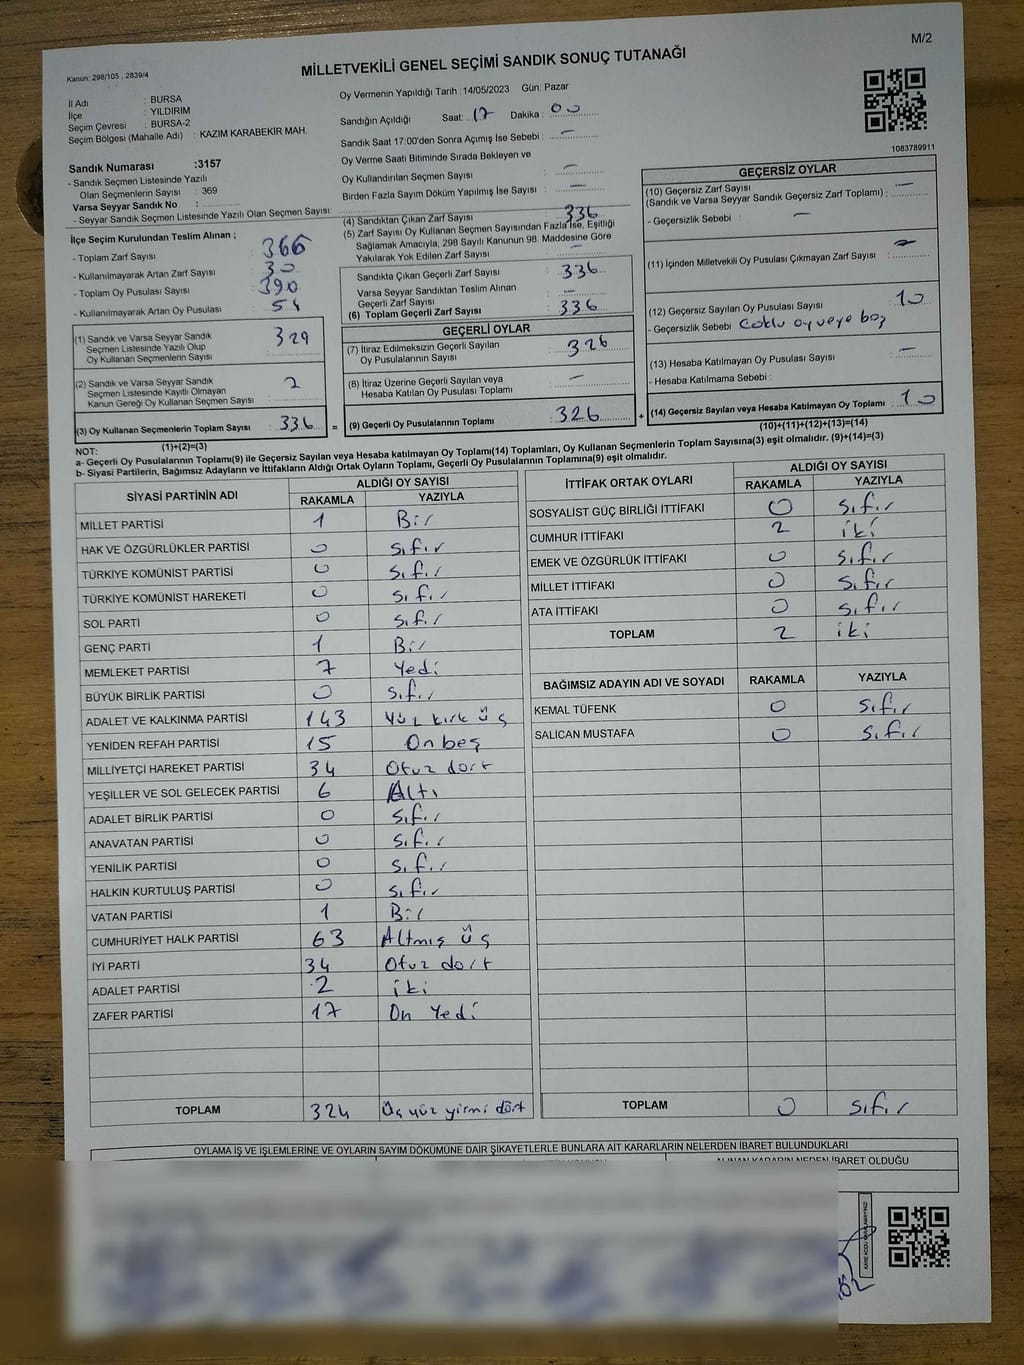 M/2
Kanun: 298/105 , 2839/4
MİLLETVEKİLİ GENEL SEÇİMİ SANDIK SONUÇ TUTANAĞI
İl Adı : BURSA
İlçe : YILDIRIM
Seçim Çevresi : BURSA-2
Seçim Bölgesi (Mahalle Adı) : KAZIM KARABEKİR MAH.
Sandık Numarası :3157
- Sandık Seçmen Listesinde Yazılı
Olan Seçmenlerin Sayısı : 369
Varsa Seyyar Sandık No :
- Seyyar Sandık Seçmen Listesinde Yazılı Olan Seçmen Sayısı:
Oy Vermenin Yapıldığı Tarih :14/05/2023 Gün: Pazar
Sandığın Açıldığı Saat: 17 Dakika : 00
Sandık Saat 17:00'den Sonra Açımış İse Sebebi : —
Oy Verme Saati Bitiminde Sırada Bekleyen ve
Oy Kullandırılan Seçmen Sayısı : —
Birden Fazla Sayım Döküm Yapılmış İse Sayısı : —
1083789911
İlçe Seçim Kurulundan Teslim Alınan ;
- Toplam Zarf Sayısı : 366
- Kullanılmayarak Artan Zarf Sayısı : 30
- Toplam Oy Pusulası Sayısı : 390
- Kullanılmayarak Artan Oy Pusulası :
(1) Sandık ve Varsa Seyyar Sandık
Seçmen Listesinde Yazılı Olup
Oy Kullanan Seçmenlerin Sayısı : 329
(2) Sandık ve Varsa Seyyar Sandık
Seçmen Listesinde Kayıtlı Olmayan
Kanun Gereği Oy Kullanan Seçmen Sayısı :
(3) Oy Kullanan Seçmenlerin Toplam Sayısı : 336
(1)+(2)=(3)
(4) Sandıktan Çıkan Zarf Sayısı : 336
(5) Zarf Sayısı Oy Kullanan Seçmen Sayısından Fazla İse, Eşitliği
Sağlamak Amacıyla, 298 Sayılı Kanunun 98. Maddesine Göre
Yakılarak Yok Edilen Zarf Sayısı : —
Sandıkta Çıkan Geçerli Zarf Sayısı : 336
Varsa Seyyar Sandıktan Teslim Alınan
Geçerli Zarf Sayısı : —
(6) Toplam Geçerli Zarf Sayısı : 336
GEÇERLİ OYLAR
(7) İtiraz Edilmeksizin Geçerli Sayılan
Oy Pusulalarının Sayısı : 326
(8) İtiraz Üzerine Geçerli Sayılan veya
Hesaba Katılan Oy Pusulası Toplamı : —
= (9) Geçerli Oy Pusulalarının Toplamı : 326
GEÇERSİZ OYLAR
(10) Geçersiz Zarf Sayısı
(Sandık ve Varsa Seyyar Sandık Geçersiz Zarf Toplamı) : —
- Geçersizlik Sebebi : —
(11) İçinden Milletvekili Oy Pusulası Çıkmayan Zarf Sayısı : —
(12) Geçersiz Sayılan Oy Pusulası Sayısı : 10
- Geçersizlik Sebebi Çoklu oy veya boş
(13) Hesaba Katılmayan Oy Pusulası Sayısı : —
- Hesaba Katılmama Sebebi :
+ (14) Geçersiz Sayılan veya Hesaba Katılmayan Oy Toplamı : 10
(10)+(11)+(12)+(13)=(14)
NOT:
a- Geçerli Oy Pusulalarının Toplamı(9) ile Geçersiz Sayılan veya Hesaba katılmayan Oy Toplamı(14) Toplamları, Oy Kullanan Seçmenlerin Toplam Sayısına(3) eşit olmalıdır. (9)+(14)=(3)
b- Siyasi Partilerin, Bağımsız Adayların ve İttifakların Aldığı Ortak Oyların Toplamı, Geçerli Oy Pusulalarının Toplamına(9) eşit olmalıdır.
SİYASİ PARTİNİN ADI ALDIĞI OY SAYISI
RAKAMLA YAZIYLA
MİLLET PARTİSİ 1 Bir
HAK VE ÖZGÜRLÜKLER PARTİSİ 0 sıfır
TÜRKİYE KOMÜNİST PARTİSİ 0 sıfır
TÜRKİYE KOMÜNİST HAREKETİ 0 sıfır
SOL PARTİ 0 sıfır
GENÇ PARTİ 1 Bir
MEMLEKET PARTİSİ 7 Yedi
BÜYÜK BİRLİK PARTİSİ 0 sıfır
ADALET VE KALKINMA PARTİSİ 143 Yüz kırk üç
YENİDEN REFAH PARTİSİ 15 On beş
MİLLİYETÇİ HAREKET PARTİSİ 34 Otuz dört
YEŞİLLER VE SOL GELECEK PARTİSİ 6 Altı
ADALET BİRLİK PARTİSİ 0 sıfır
ANAVATAN PARTİSİ 0 sıfır
YENİLİK PARTİSİ 0 sıfır
HALKIN KURTULUŞ PARTİSİ 0 sıfır
VATAN PARTİSİ 1 Bir
CUMHURİYET HALK PARTİSİ 63 Altmış üç
İYİ PARTİ 34 Otuz dört
ADALET PARTİSİ 2 iki
ZAFER PARTİSİ 17 On Yedi
TOPLAM 324 Üç yüz yirmi dört
İTTİFAK ORTAK OYLARI ALDIĞI OY SAYISI
RAKAMLA YAZIYLA
SOSYALİST GÜÇ BİRLİĞİ İTTİFAKI 0 sıfır
CUMHUR İTTİFAKI 2 iki
EMEK VE ÖZGÜRLÜK İTTİFAKI 0 sıfır
MİLLET İTTİFAKI 0 sıfır
ATA İTTİFAKI 0 sıfır
TOPLAM 2 iki
BAĞIMSIZ ADAYIN ADI VE SOYADI RAKAMLA YAZIYLA
KEMAL TÜFENK 0 sıfır
SALİCAN MUSTAFA 0 sıfır
TOPLAM 0 sıfır
OYLAMA İŞ VE İŞLEMLERİNE VE OYLARIN SAYIM DÖKÜMÜNE DAİR ŞİKAYETLERLE BUNLARA AİT KARARLARIN NELERDEN İBARET BULUNDUKLARI
ALINAN KARARIN NEDEN İBARET OLDUĞU